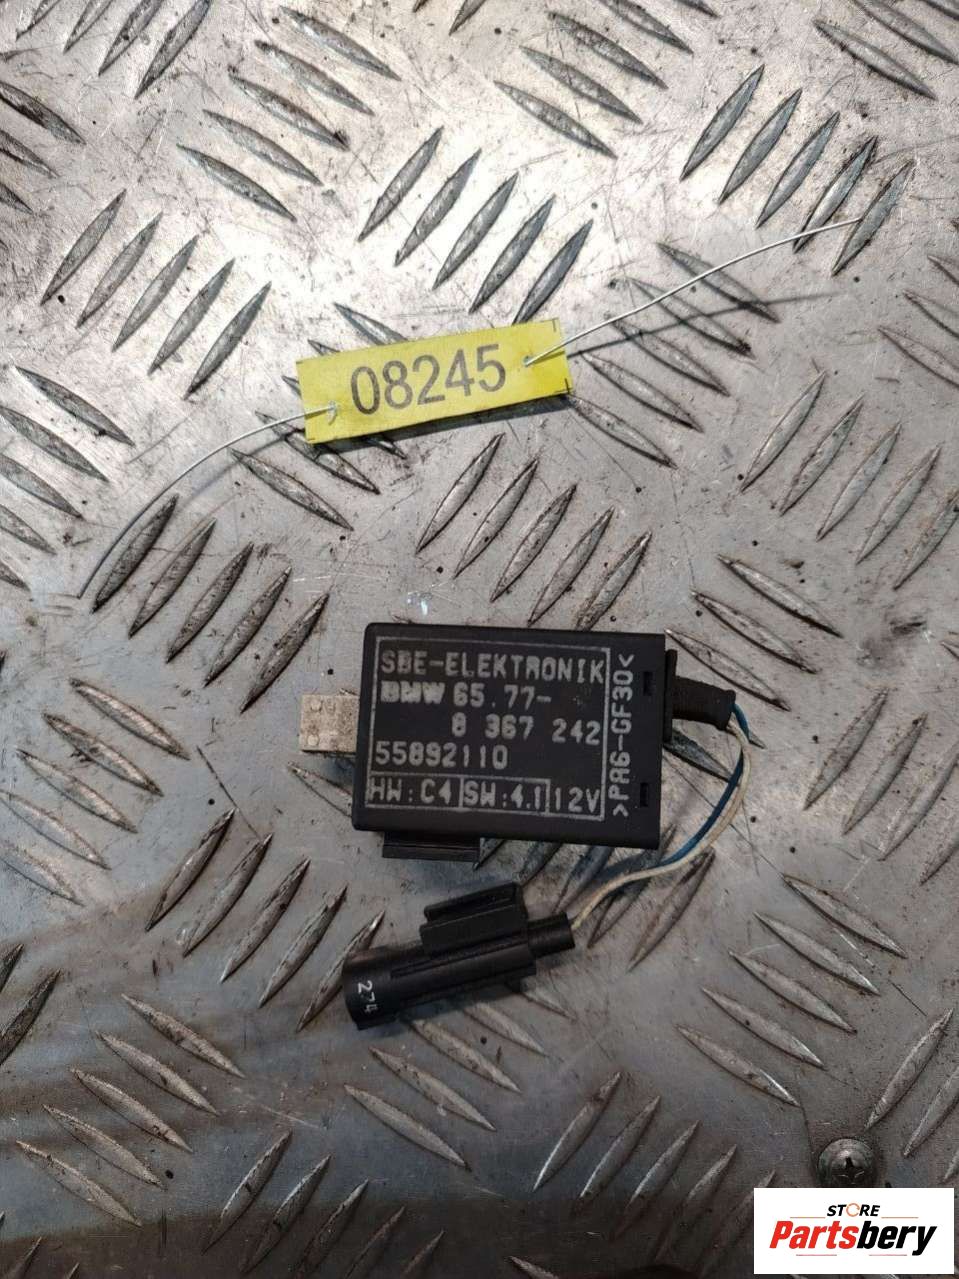 08245
SBE-ELEKTRONIK
BMW 65.77-
8 367 242
55892110
HW:C4 SW:4.1 12V
>PA6-GF30<
274
STORE
Partsbery